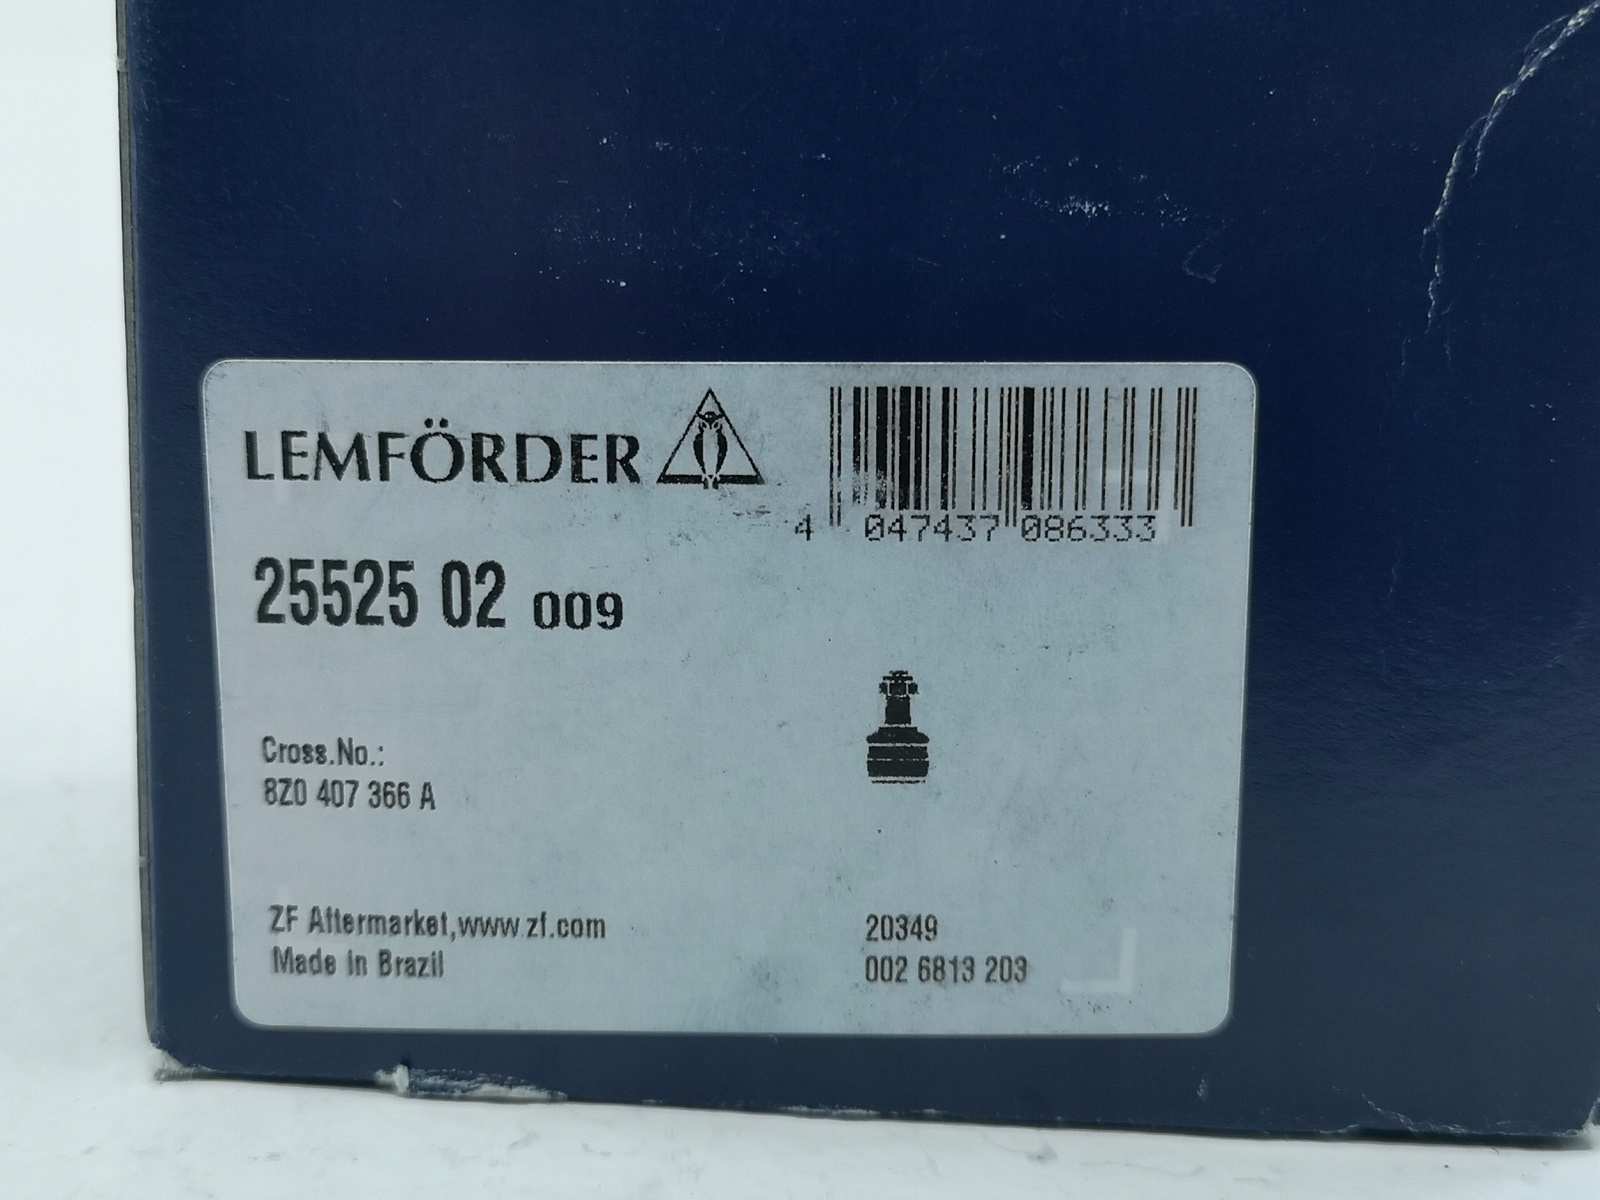 LEMFÖRDER
4 047437 086333
25525 02 009
Cross.No.:
8Z0 407 366 A
ZF Aftermarket,www.zf.com
Made In Brazil
20349
002 6813 203